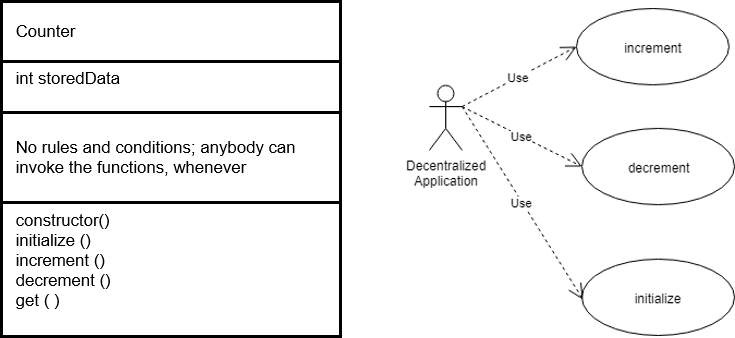 Counter
int storedData
No rules and conditions; anybody can
invoke the functions, whenever
constructor()
initialize ()
increment ()
decrement ()
get ( )
increment
Use
Use
decrement
Decentralized
Application
Use
initialize